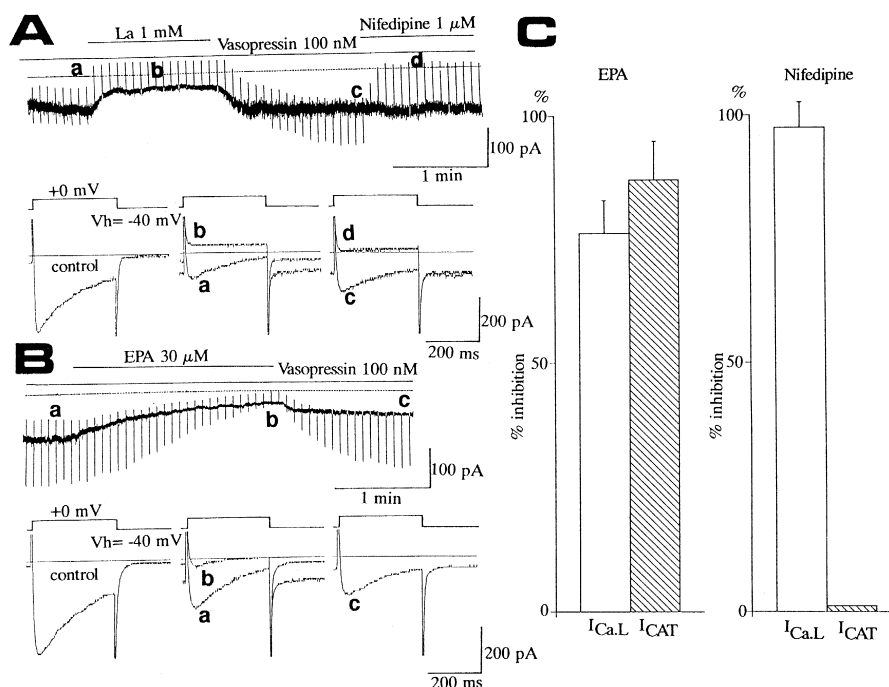 A
La 1 mM
Vasopressin 100 nM
Nifedipine 1 μM
a
b
c
d
100 pA
1 min
+0 mV
Vh= -40 mV
control
b
a
d
c
200 pA
200 ms
B
EPA 30 μM
Vasopressin 100 nM
a
b
c
100 pA
1 min
+0 mV
Vh= -40 mV
control
b
a
c
200 pA
200 ms
C
EPA
%
100
50
0
% inhibition
ICa.L
ICAT
Nifedipine
%
100
50
0
% inhibition
ICa.L
ICAT